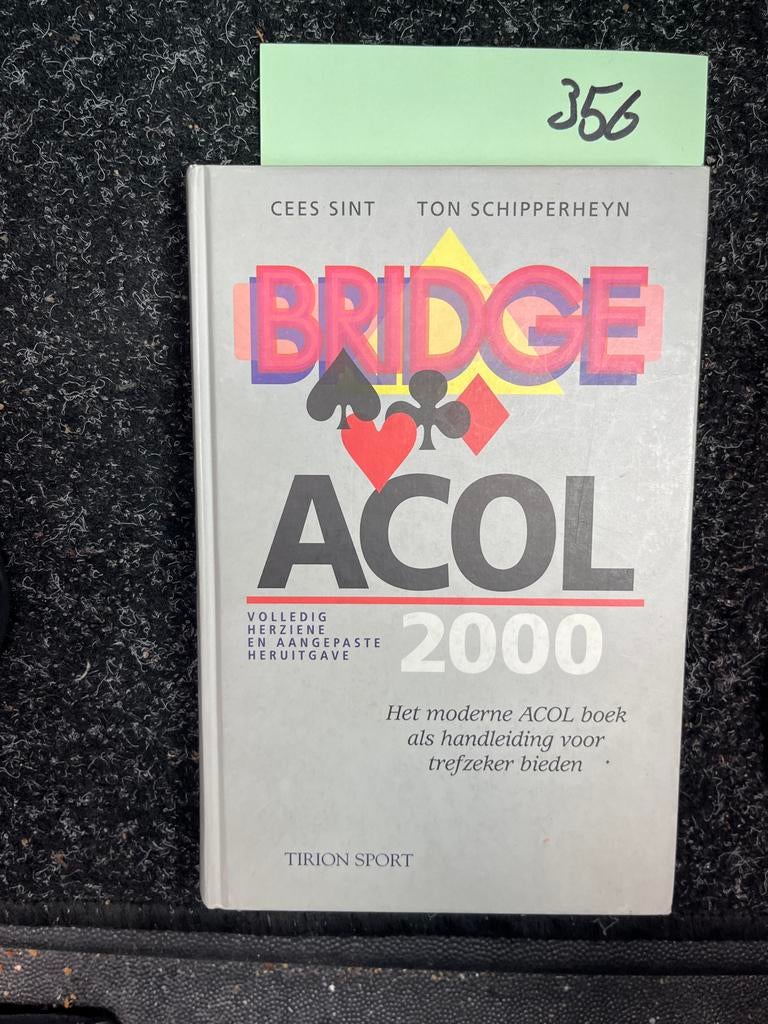 356
CEES SINT TON SCHIPPERHEYN
BRIDGE
ACOL
VOLLEDIG
HERZIENE
EN AANGEPASTE
HERUITGAVE
2000
Het moderne ACOL boek
als handleiding voor
trefzeker bieden
TIRION SPORT